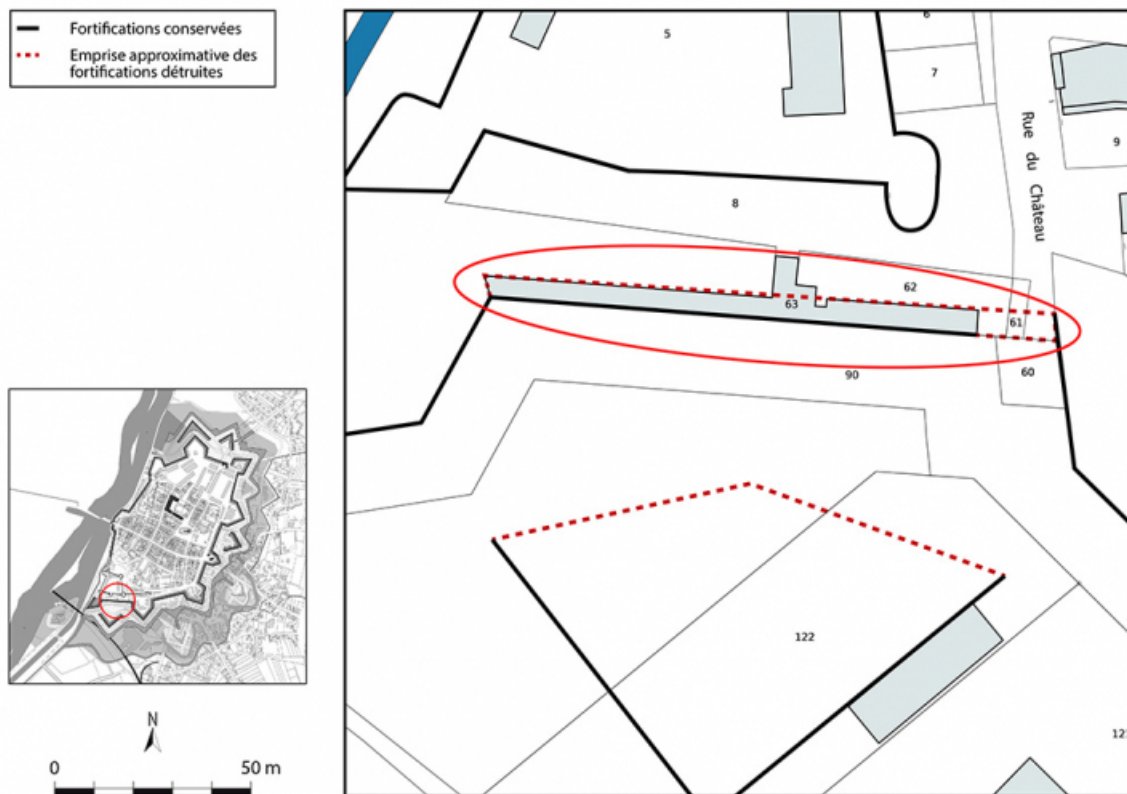 Fortifications conservées
Emprise approximative des
fortifications détruites
5
6
7
Rue du Château
9
8
62
63
61
60
90
122
N
0 50 m